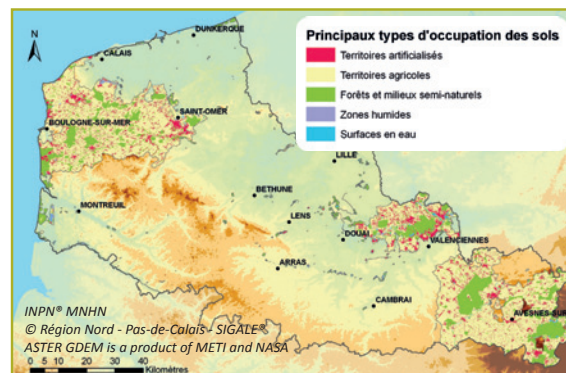 N
DUNKERQUE
CALAIS
Principaux types d'occupation des sols
Territoires artificialisés
Territoires agricoles
Forêts et milieux semi-naturels
Zones humides
Surfaces en eau
SAINT-OMER
BOULOGNE-SUR-MER
LILLE
BETHUNE
MONTREUIL
LENS
DOUAI
VALENCIENNES
ARRAS
CAMBRAI
AVESNES-SUR
INPN® MNHN
© Région Nord - Pas-de-Calais - SIGALE®
ASTER GDEM is a product of METI and NASA
0 5 10 20 30 40
Kilomètres